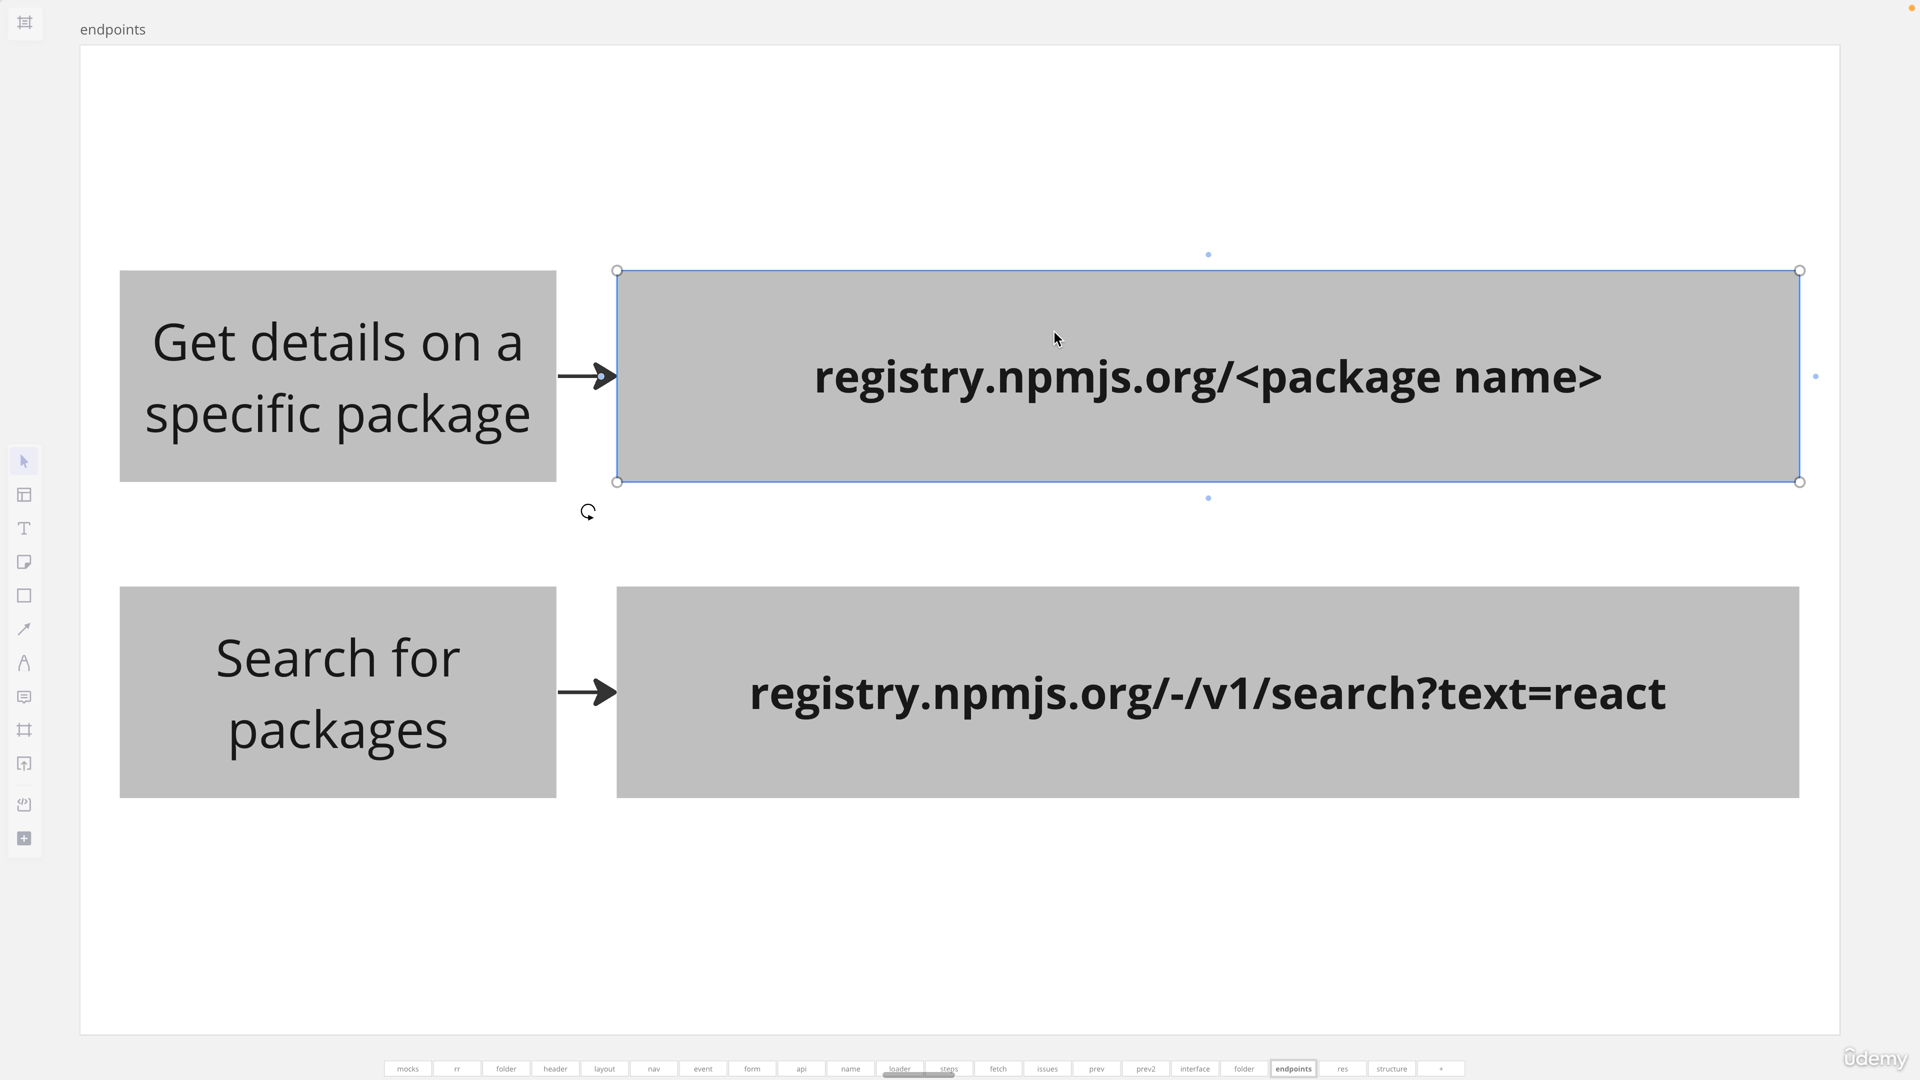 endpoints
Get details on a
specific package
registry.npmjs.org/<package name>
Search for
packages
registry.npmjs.org/-/v1/search?text=react
mocks
rr
folder
header
layout
nav
event
form
api
name
loader
steps
fetch
issues
prev
prev2
interface
folder
endpoints
res
structure
+
ûdemy